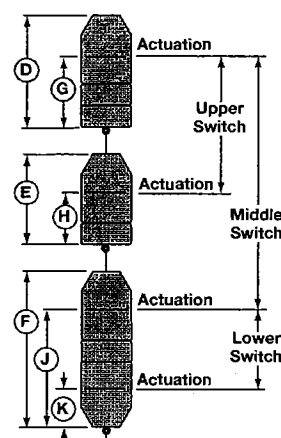 Actuation
D
G
Upper
Switch
E
Actuation
H
Middle
Switch
F
Actuation
J
Lower
Switch
Actuation
K